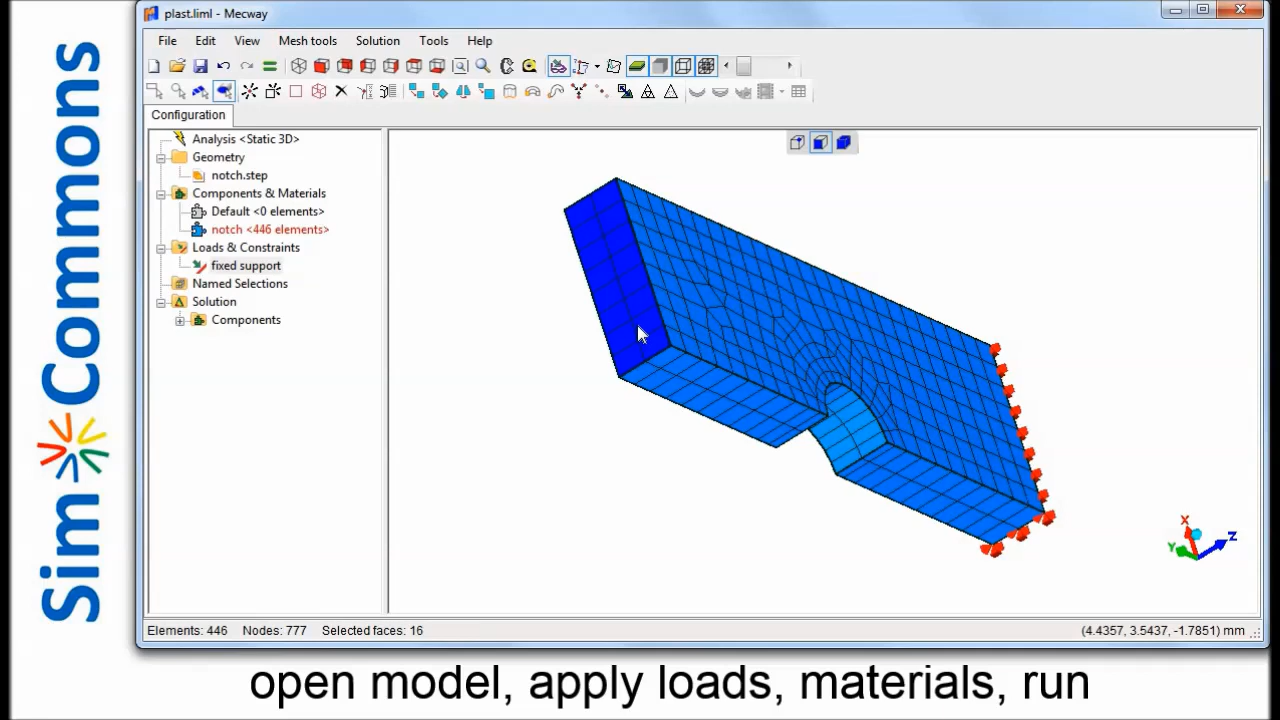 Sim Commons
plast.liml - Mecway
File Edit View Mesh tools Solution Tools Help
Configuration
Analysis <Static 3D>
Geometry
notch.step
Components & Materials
Default <0 elements>
notch <446 elements>
Loads & Constraints
fixed support
Named Selections
Solution
Components
X
Y
Z
Elements: 446 Nodes: 777 Selected faces: 16 (4.4357, 3.5437, -1.7851) mm
open model, apply loads, materials, run